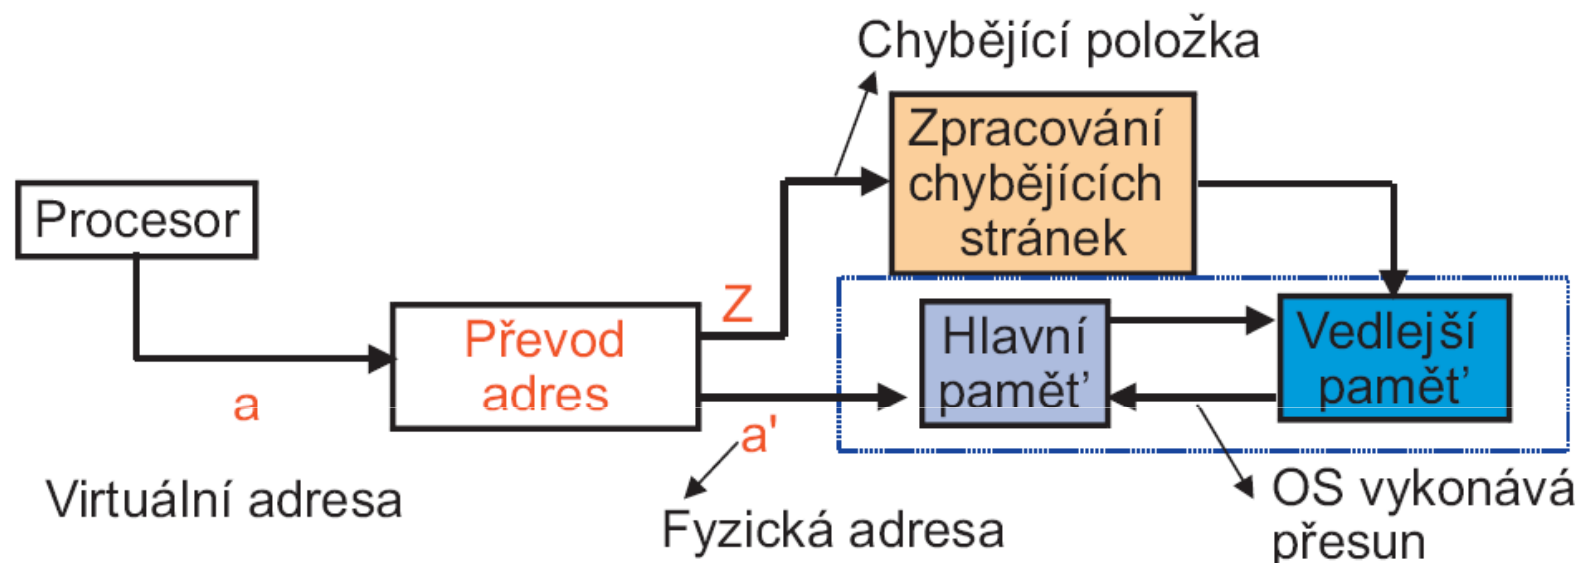 Chybějící položka
Zpracování
chybějících
stránek
Procesor
Z
Převod
adres
Hlavní
paměť
Vedlejší
paměť
a
a'
Virtuální adresa
Fyzická adresa
OS vykonává
přesun